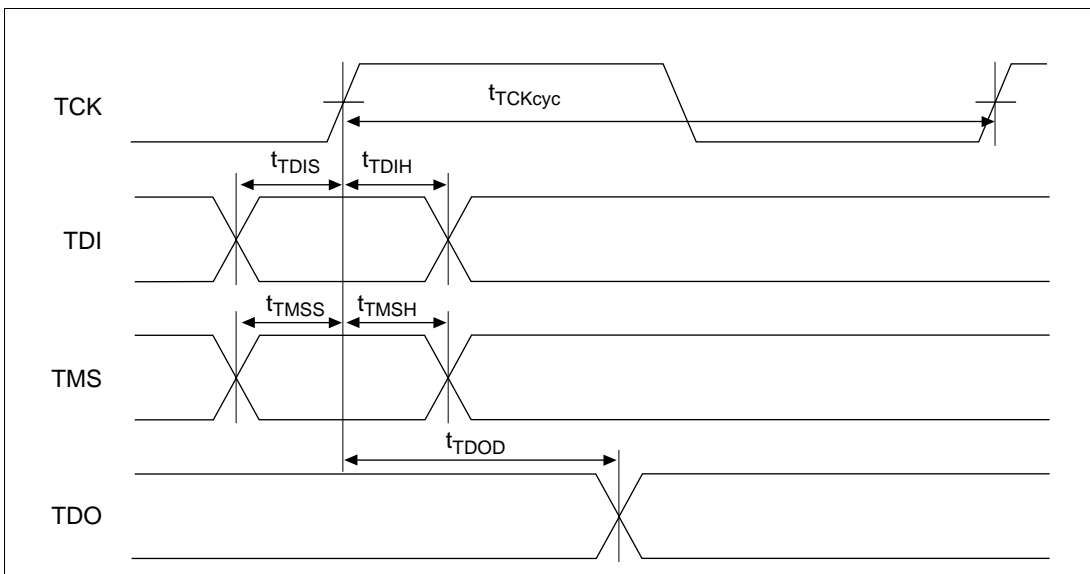 TCK
tTCKcyc
tTDIS tTDIH
TDI
tTMSS tTMSH
TMS
tTDOD
TDO